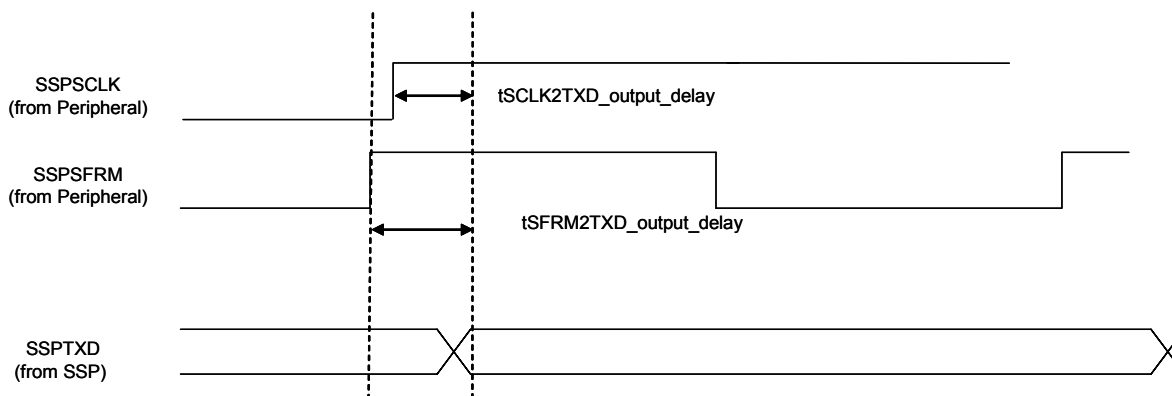 SSPSCLK
(from Peripheral)
tSCLK2TXD_output_delay
SSPSFRM
(from Peripheral)
tSFRM2TXD_output_delay
SSPTXD
(from SSP)